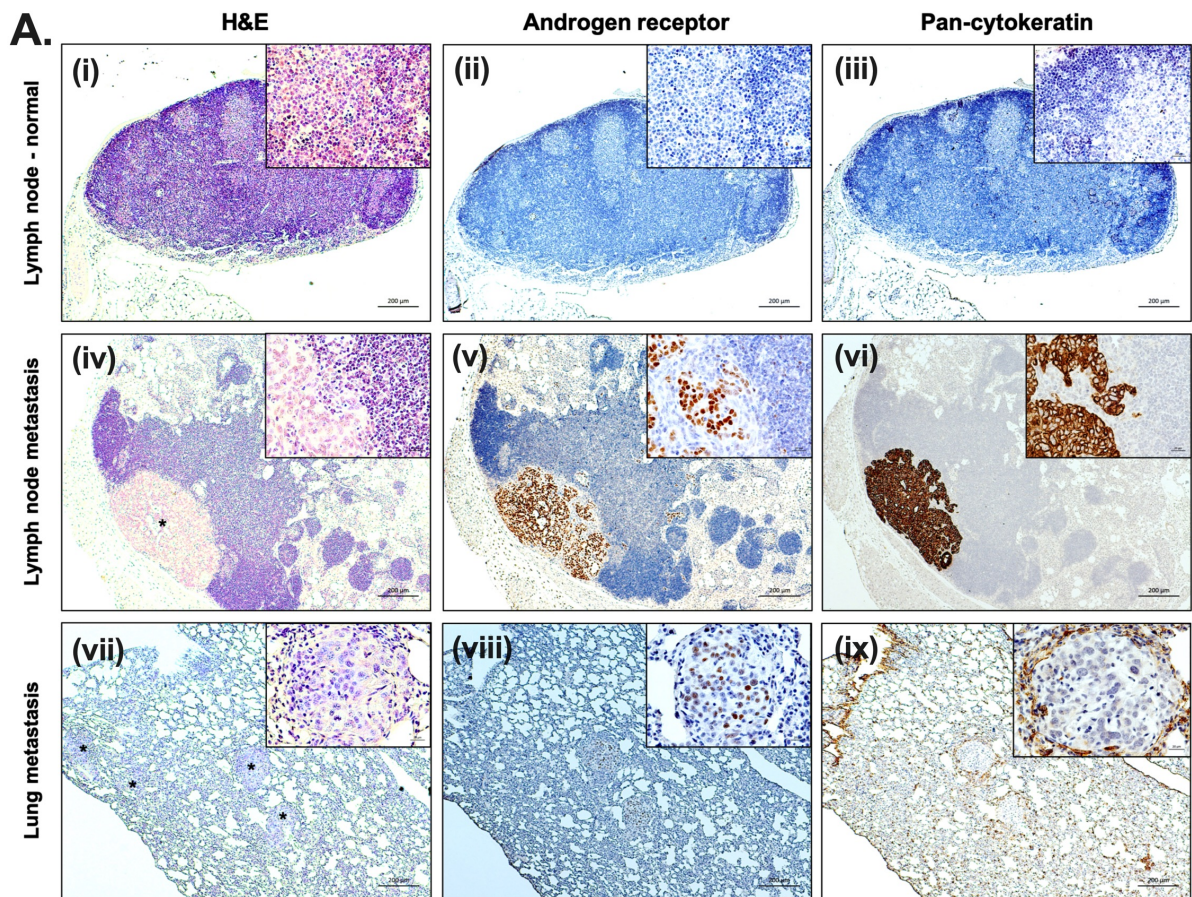 A.
H&E
Androgen receptor
Pan-cytokeratin
Lymph node - normal
(i)
(ii)
(iii)
200 µm
200 µm
200 µm
Lymph node metastasis
(iv)
(v)
(vi)
*
200 µm
200 µm
200 µm
Lung metastasis
(vii)
(viii)
(ix)
*
*
*
*
200 µm
200 µm
200 µm